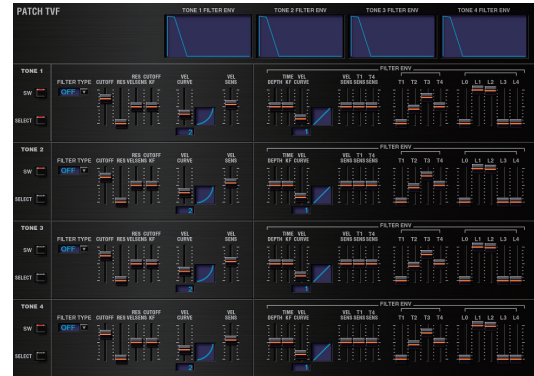 PATCH TVF
TONE 1 FILTER ENV TONE 2 FILTER ENV TONE 3 FILTER ENV TONE 4 FILTER ENV
TONE 1
FILTER ENV
RES CUTOFF VEL VEL TIME VEL VEL T1 T4
FILTER TYPE CUTOFF RES VELSENS KF CURVE SENS DEPTH KF CURVE SENS SENS SENS T1 T2 T3 T4 L0 L1 L2 L3 L4
SW OFF
SELECT
2 1
TONE 2
FILTER ENV
RES CUTOFF VEL VEL TIME VEL VEL T1 T4
FILTER TYPE CUTOFF RES VELSENS KF CURVE SENS DEPTH KF CURVE SENS SENS SENS T1 T2 T3 T4 L0 L1 L2 L3 L4
SW OFF
SELECT
2 1
TONE 3
FILTER ENV
RES CUTOFF VEL VEL TIME VEL VEL T1 T4
FILTER TYPE CUTOFF RES VELSENS KF CURVE SENS DEPTH KF CURVE SENS SENS SENS T1 T2 T3 T4 L0 L1 L2 L3 L4
SW OFF
SELECT
2 1
TONE 4
FILTER ENV
RES CUTOFF VEL VEL TIME VEL VEL T1 T4
FILTER TYPE CUTOFF RES VELSENS KF CURVE SENS DEPTH KF CURVE SENS SENS SENS T1 T2 T3 T4 L0 L1 L2 L3 L4
SW OFF
SELECT
2 1